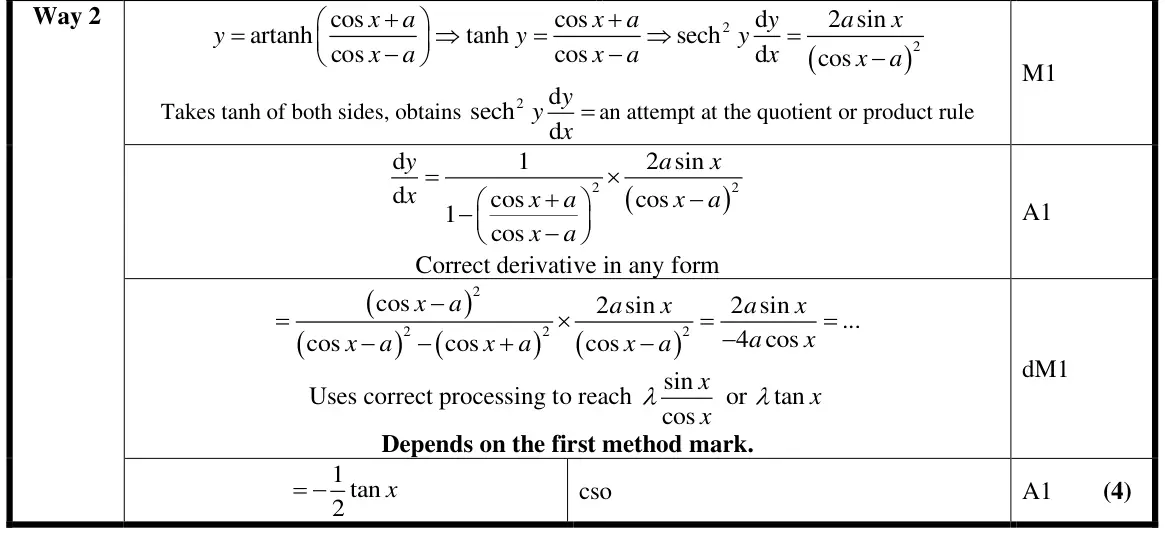 Way 2
y = artanh((cos x + a)/(cos x − a)) ⇒ tanh y = (cos x + a)/(cos x − a) ⇒ sech² y dy/dx = 2a sin x/(cos x − a)²
M1
Takes tanh of both sides, obtains sech² y dy/dx = an attempt at the quotient or product rule
dy/dx = 1/(1 − ((cos x + a)/(cos x − a))²) × 2a sin x/(cos x − a)²
A1
Correct derivative in any form
= (cos x − a)²/((cos x − a)² − (cos x + a)²) × 2a sin x/(cos x − a)² = 2a sin x/(−4a cos x) = ...
dM1
Uses correct processing to reach λ sin x/cos x or λ tan x
Depends on the first method mark.
= −1/2 tan x
cso
A1 (4)